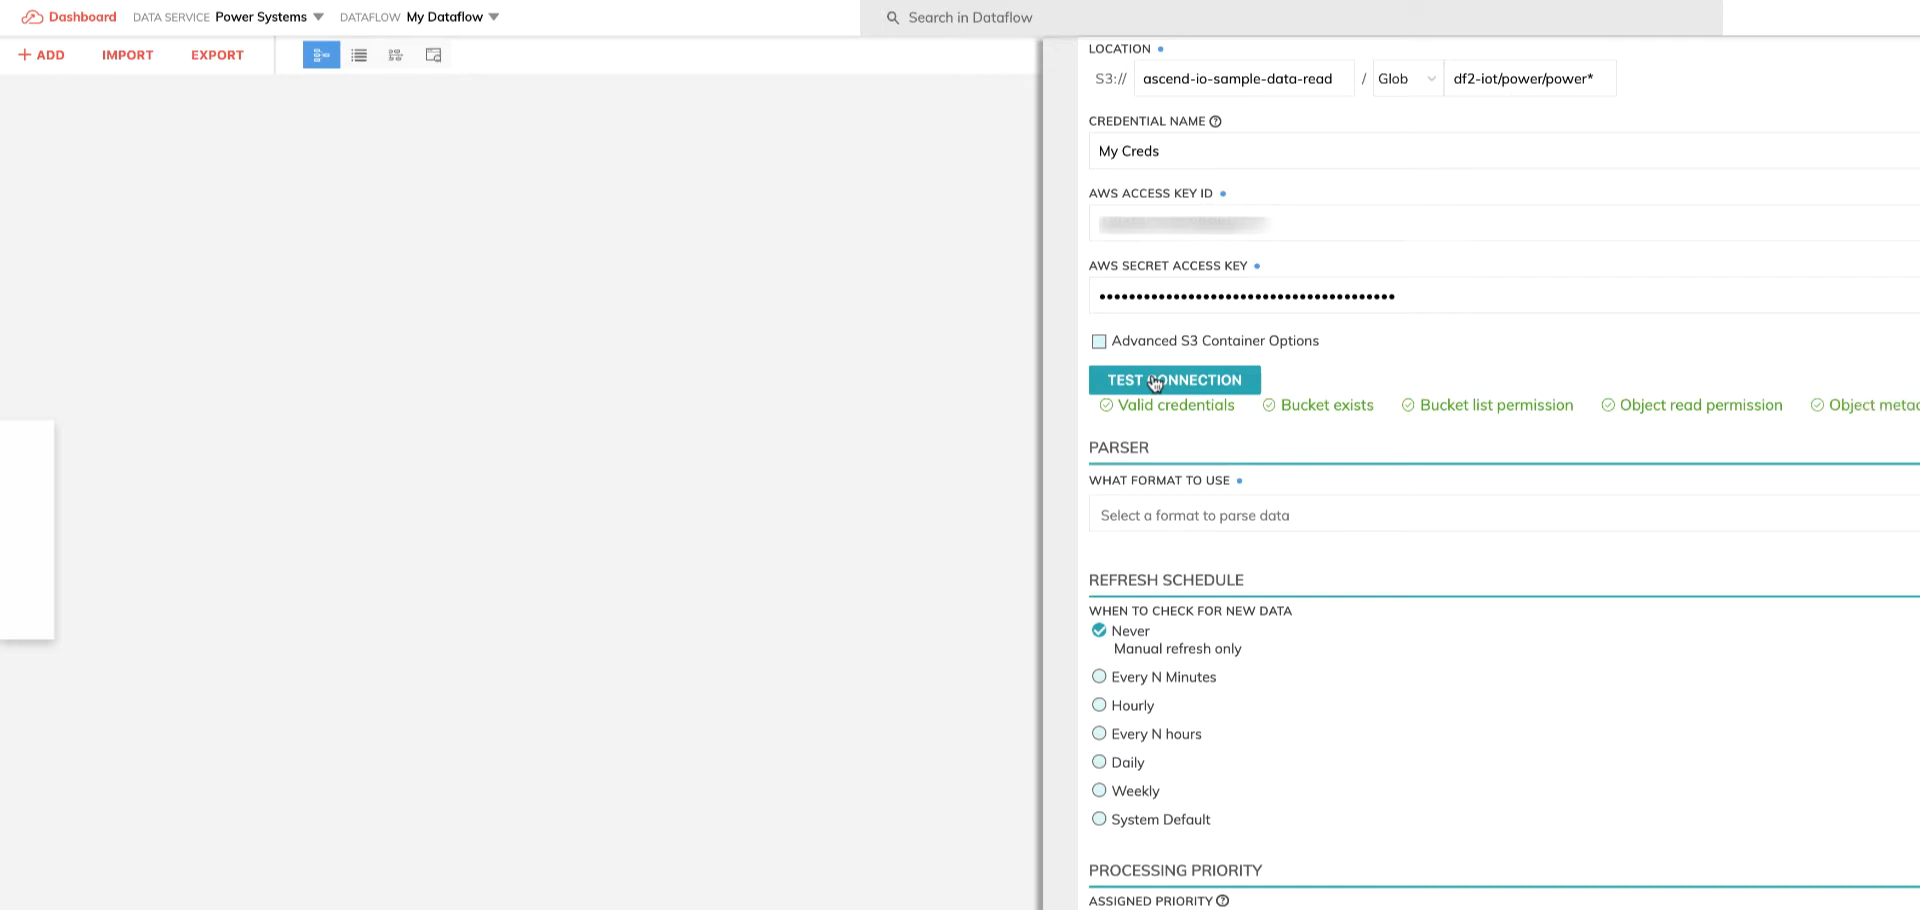 Dashboard DATA SERVICE Power Systems DATAFLOW My Dataflow Search in Dataflow
+ ADD IMPORT EXPORT
LOCATION
S3:// ascend-io-sample-data-read / Glob df2-iot/power/power*
CREDENTIAL NAME
My Creds
AWS ACCESS KEY ID
AWS SECRET ACCESS KEY
••••••••••••••••••••••••••••••••••••••••
Advanced S3 Container Options
TEST CONNECTION
Valid credentials Bucket exists Bucket list permission Object read permission Object
PARSER
WHAT FORMAT TO USE
Select a format to parse data
REFRESH SCHEDULE
WHEN TO CHECK FOR NEW DATA
Never
Manual refresh only
Every N Minutes
Hourly
Every N hours
Daily
Weekly
System Default
PROCESSING PRIORITY
ASSIGNED PRIORITY